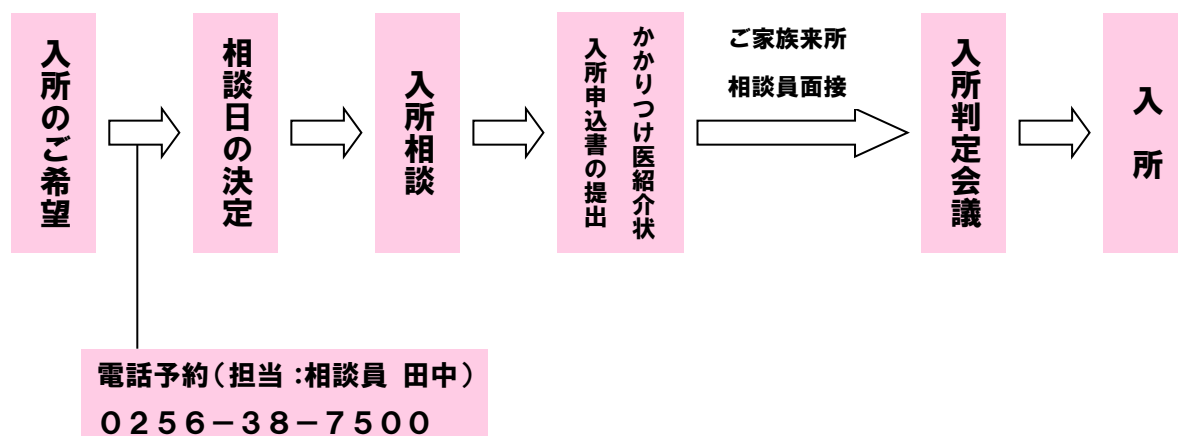 入所のご希望
相談日の決定
入所相談
かかりつけ医紹介状
入所申込書の提出
ご家族来所
相談員面接
入所判定会議
入 所
電話予約（担当：相談員 田中）
０２５６－３８－７５００